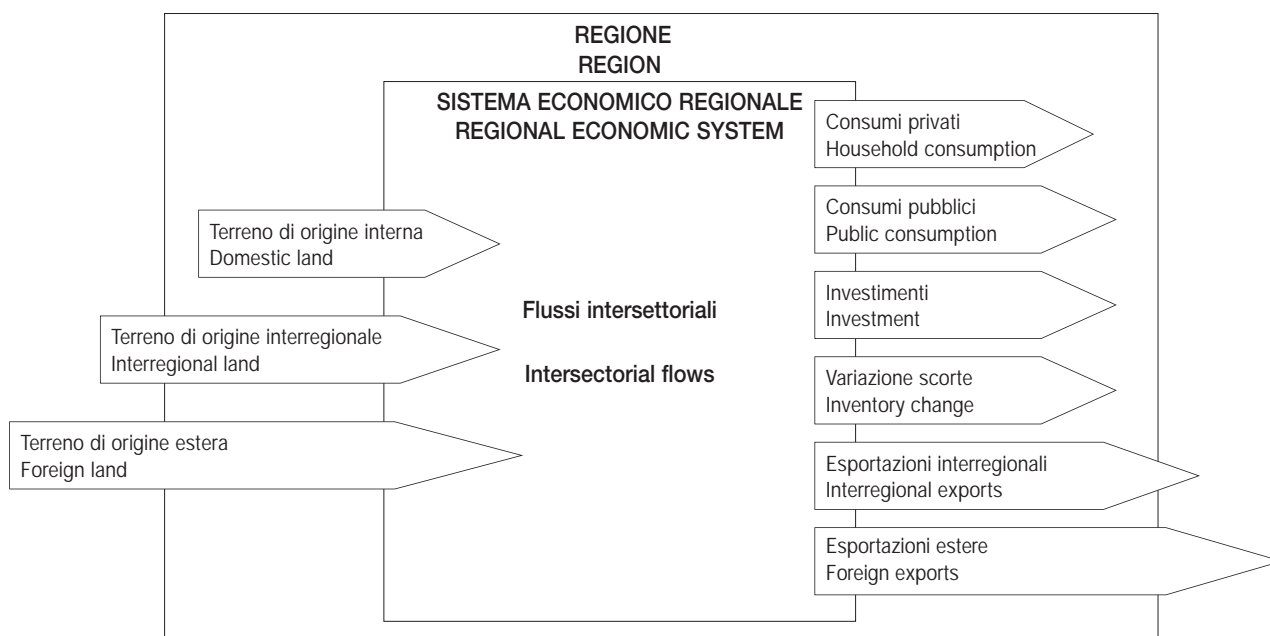 REGIONE
REGION
SISTEMA ECONOMICO REGIONALE
REGIONAL ECONOMIC SYSTEM
Terreno di origine interna
Domestic land
Terreno di origine interregionale
Interregional land
Terreno di origine estera
Foreign land
Flussi intersettoriali
Intersectorial flows
Consumi privati
Household consumption
Consumi pubblici
Public consumption
Investimenti
Investment
Variazione scorte
Inventory change
Esportazioni interregionali
Interregional exports
Esportazioni estere
Foreign exports